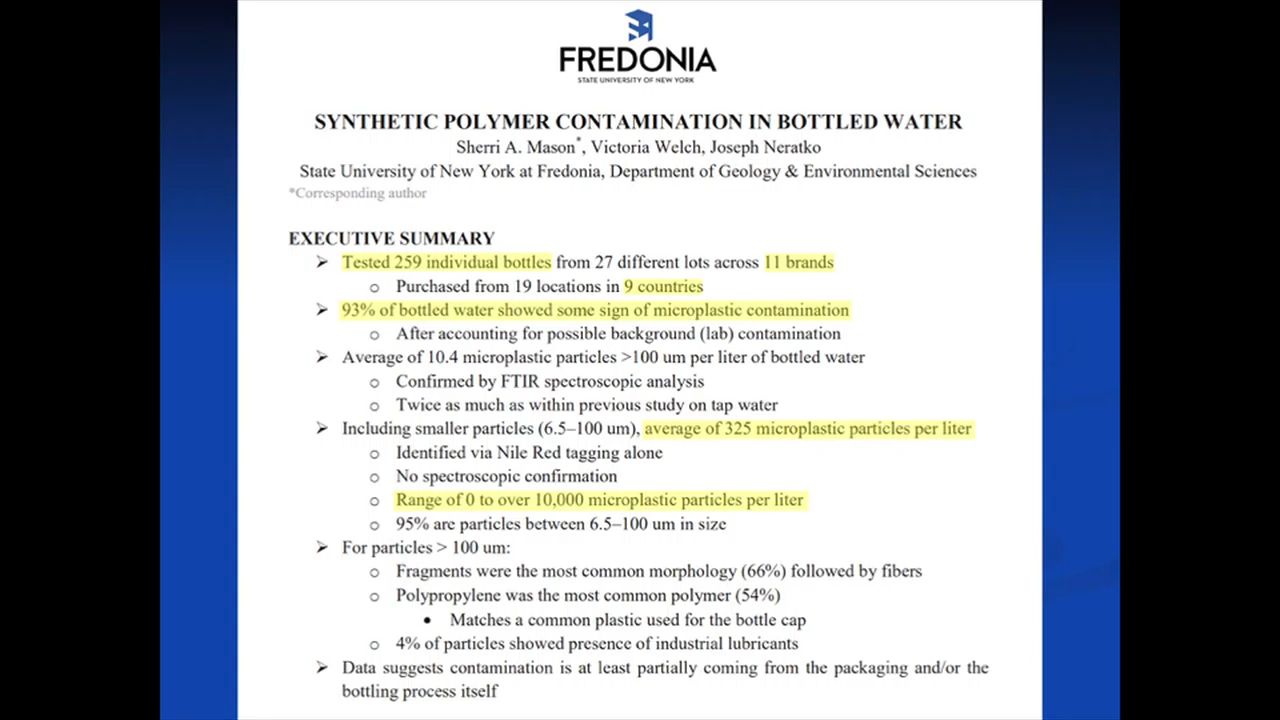 FREDONIA
STATE UNIVERSITY OF NEW YORK
SYNTHETIC POLYMER CONTAMINATION IN BOTTLED WATER
Sherri A. Mason*, Victoria Welch, Joseph Neratko
State University of New York at Fredonia, Department of Geology & Environmental Sciences
*Corresponding author
EXECUTIVE SUMMARY
➢ Tested 259 individual bottles from 27 different lots across 11 brands
o Purchased from 19 locations in 9 countries
➢ 93% of bottled water showed some sign of microplastic contamination
o After accounting for possible background (lab) contamination
➢ Average of 10.4 microplastic particles >100 um per liter of bottled water
o Confirmed by FTIR spectroscopic analysis
o Twice as much as within previous study on tap water
➢ Including smaller particles (6.5–100 um), average of 325 microplastic particles per liter
o Identified via Nile Red tagging alone
o No spectroscopic confirmation
o Range of 0 to over 10,000 microplastic particles per liter
o 95% are particles between 6.5–100 um in size
➢ For particles > 100 um:
o Fragments were the most common morphology (66%) followed by fibers
o Polypropylene was the most common polymer (54%)
• Matches a common plastic used for the bottle cap
o 4% of particles showed presence of industrial lubricants
➢ Data suggests contamination is at least partially coming from the packaging and/or the
bottling process itself